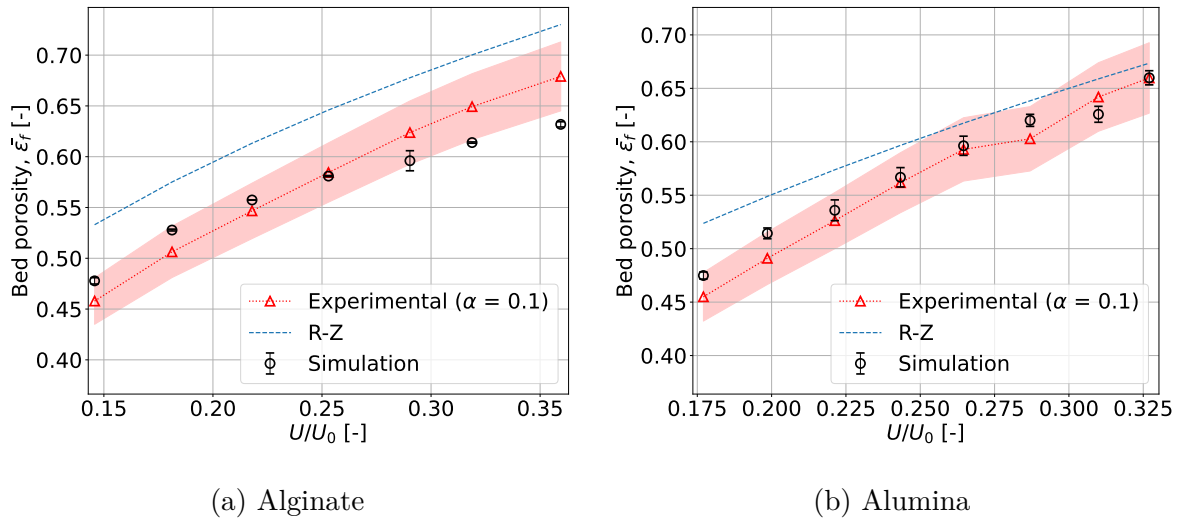 0.70
0.65
0.60
0.55
0.50
0.45
0.40
Bed porosity, ε̄_f [-]
Experimental (α = 0.1)
R-Z
Simulation
0.15 0.20 0.25 0.30 0.35
U/U₀ [-]
(a) Alginate
0.70
0.65
0.60
0.55
0.50
0.45
0.40
Bed porosity, ε̄_f [-]
Experimental (α = 0.1)
R-Z
Simulation
0.175 0.200 0.225 0.250 0.275 0.300 0.325
U/U₀ [-]
(b) Alumina